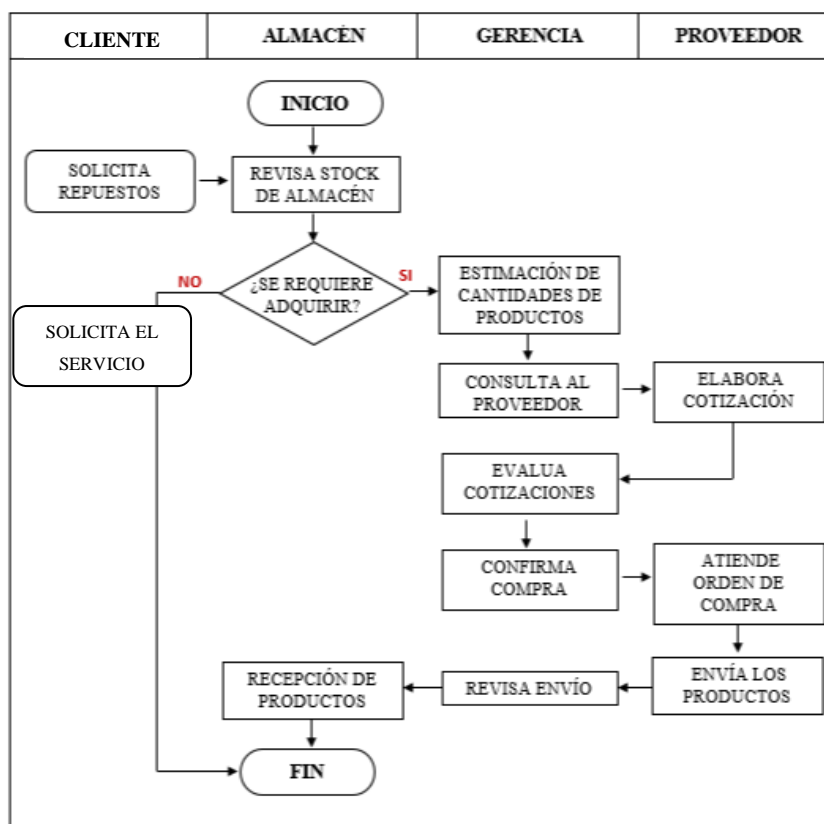 CLIENTE
ALMACÉN
GERENCIA
PROVEEDOR
INICIO
SOLICITA
REPUESTOS
REVISA STOCK
DE ALMACÉN
NO
¿SE REQUIERE
ADQUIRIR?
SI
ESTIMACIÓN DE
CANTIDADES DE
PRODUCTOS
SOLICITA EL
SERVICIO
CONSULTA AL
PROVEEDOR
ELABORA
COTIZACIÓN
EVALUA
COTIZACIONES
CONFIRMA
COMPRA
ATIENDE
ORDEN DE
COMPRA
RECEPCIÓN DE
PRODUCTOS
REVISA ENVÍO
ENVÍA LOS
PRODUCTOS
FIN